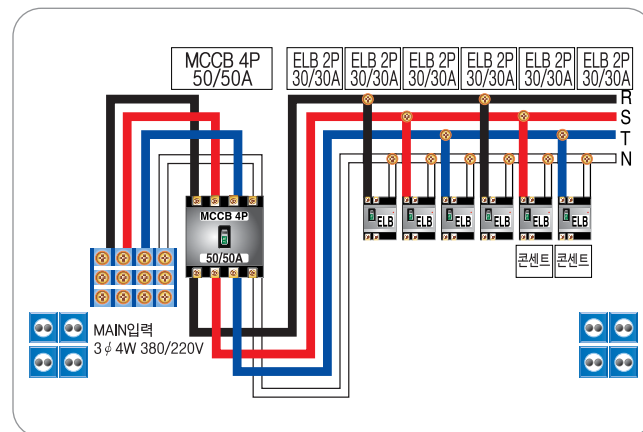 MCCB 4P
50/50A
ELB 2P
30/30A
ELB 2P
30/30A
ELB 2P
30/30A
ELB 2P
30/30A
ELB 2P
30/30A
ELB 2P
30/30A
R
S
T
N
MCCB 4P
50/50A
ELB
ELB
ELB
ELB
ELB
ELB
콘센트
콘센트
MAIN입력
3∮4W 380/220V